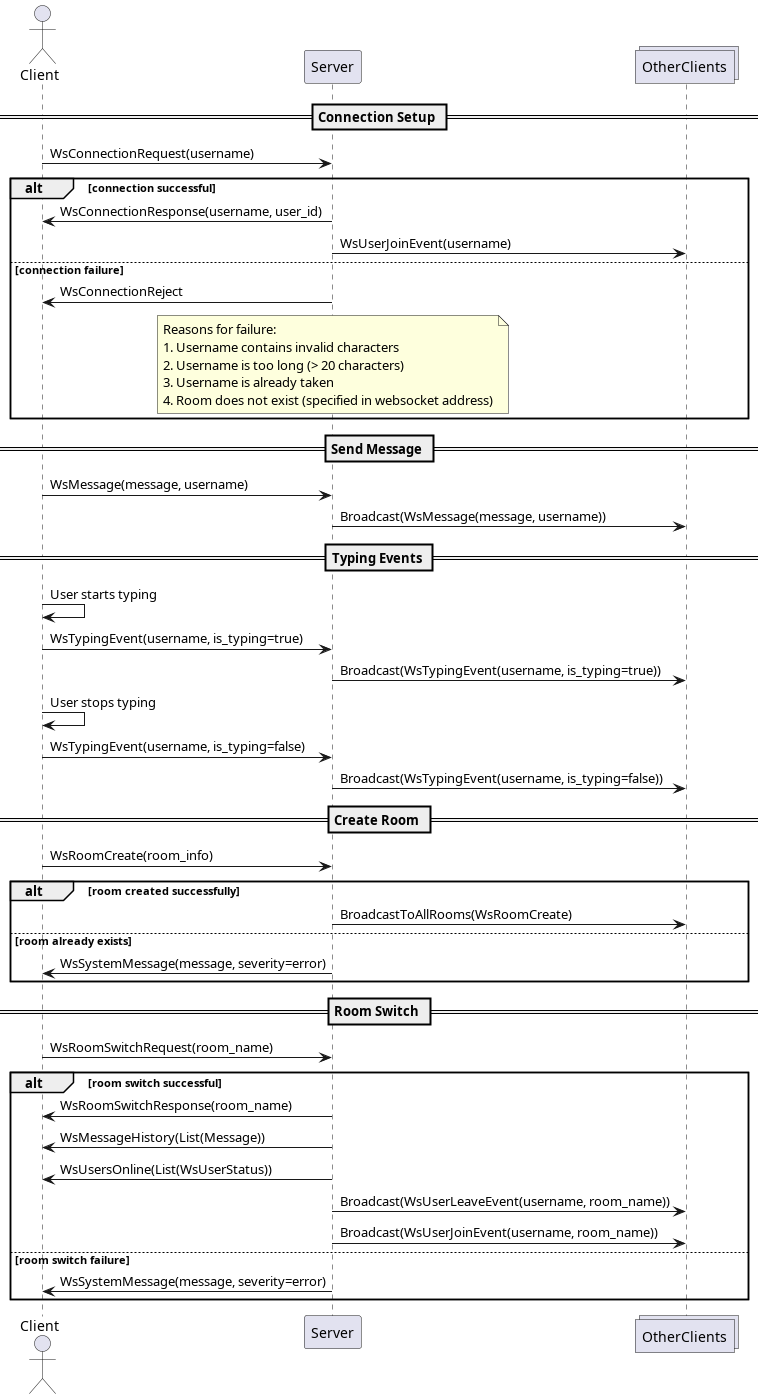 Client
Server
OtherClients
Connection Setup
WsConnectionRequest(username)
alt
[connection successful]
WsConnectionResponse(username, user_id)
WsUserJoinEvent(username)
[connection failure]
WsConnectionReject
Reasons for failure:
1. Username contains invalid characters
2. Username is too long (> 20 characters)
3. Username is already taken
4. Room does not exist (specified in websocket address)
Send Message
WsMessage(message, username)
Broadcast(WsMessage(message, username))
Typing Events
User starts typing
WsTypingEvent(username, is_typing=true)
Broadcast(WsTypingEvent(username, is_typing=true))
User stops typing
WsTypingEvent(username, is_typing=false)
Broadcast(WsTypingEvent(username, is_typing=false))
Create Room
WsRoomCreate(room_info)
alt
[room created successfully]
BroadcastToAllRooms(WsRoomCreate)
[room already exists]
WsSystemMessage(message, severity=error)
Room Switch
WsRoomSwitchRequest(room_name)
alt
[room switch successful]
WsRoomSwitchResponse(room_name)
WsMessageHistory(List(Message))
WsUsersOnline(List(WsUserStatus))
Broadcast(WsUserLeaveEvent(username, room_name))
Broadcast(WsUserJoinEvent(username, room_name))
[room switch failure]
WsSystemMessage(message, severity=error)
Client
Server
OtherClients